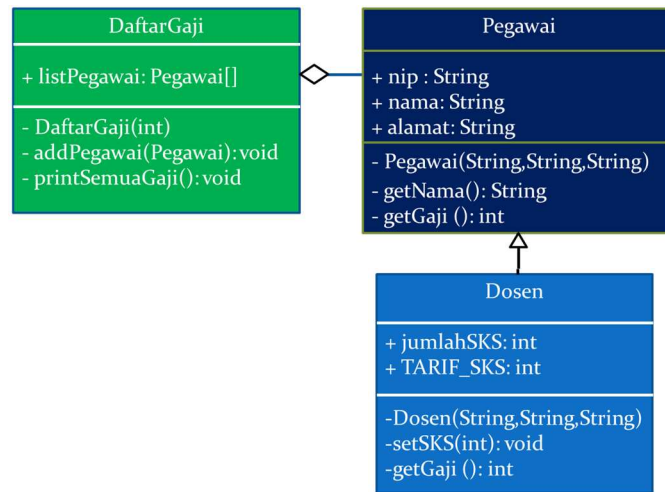 DaftarGaji
+ listPegawai: Pegawai[]
- DaftarGaji(int)
- addPegawai(Pegawai): void
- printSemuaGaji(): void
Pegawai
+ nip : String
+ nama: String
+ alamat: String
- Pegawai(String,String,String)
- getNama(): String
- getGaji (): int
Dosen
+ jumlahSKS: int
+ TARIF_SKS: int
-Dosen(String,String,String)
-setSKS(int): void
-getGaji (): int